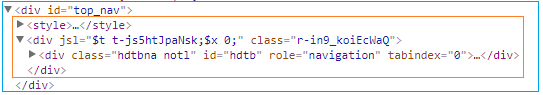 ▼<div id="top_nav">
▶<style>…</style>
▼<div jsl="$t t-js5htJpaNsk;$x 0;" class="r-in9_koiEcWaQ">
▶<div class="hdtbna notl" id="hdtb" role="navigation" tabindex="0">…</div>
</div>
</div>